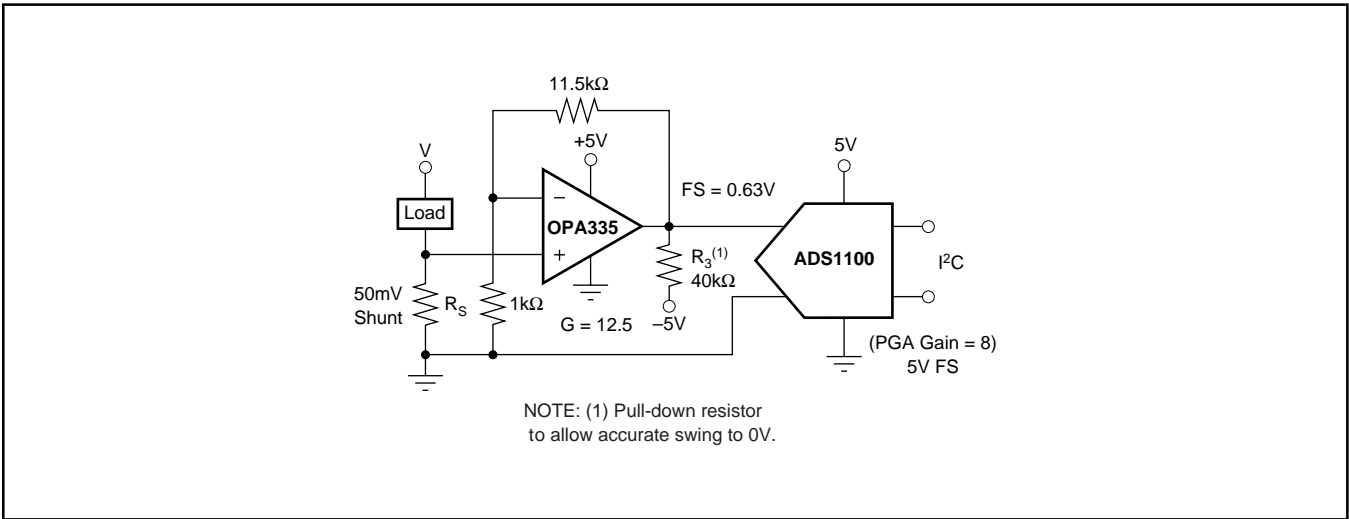 11.5kΩ
+5V
V
Load
−
OPA335
+
FS = 0.63V
5V
ADS1100
I²C
R₃⁽¹⁾
40kΩ
–5V
50mV
Shunt
R_S
1kΩ
G = 12.5
(PGA Gain = 8)
5V FS
NOTE: (1) Pull-down resistor
to allow accurate swing to 0V.